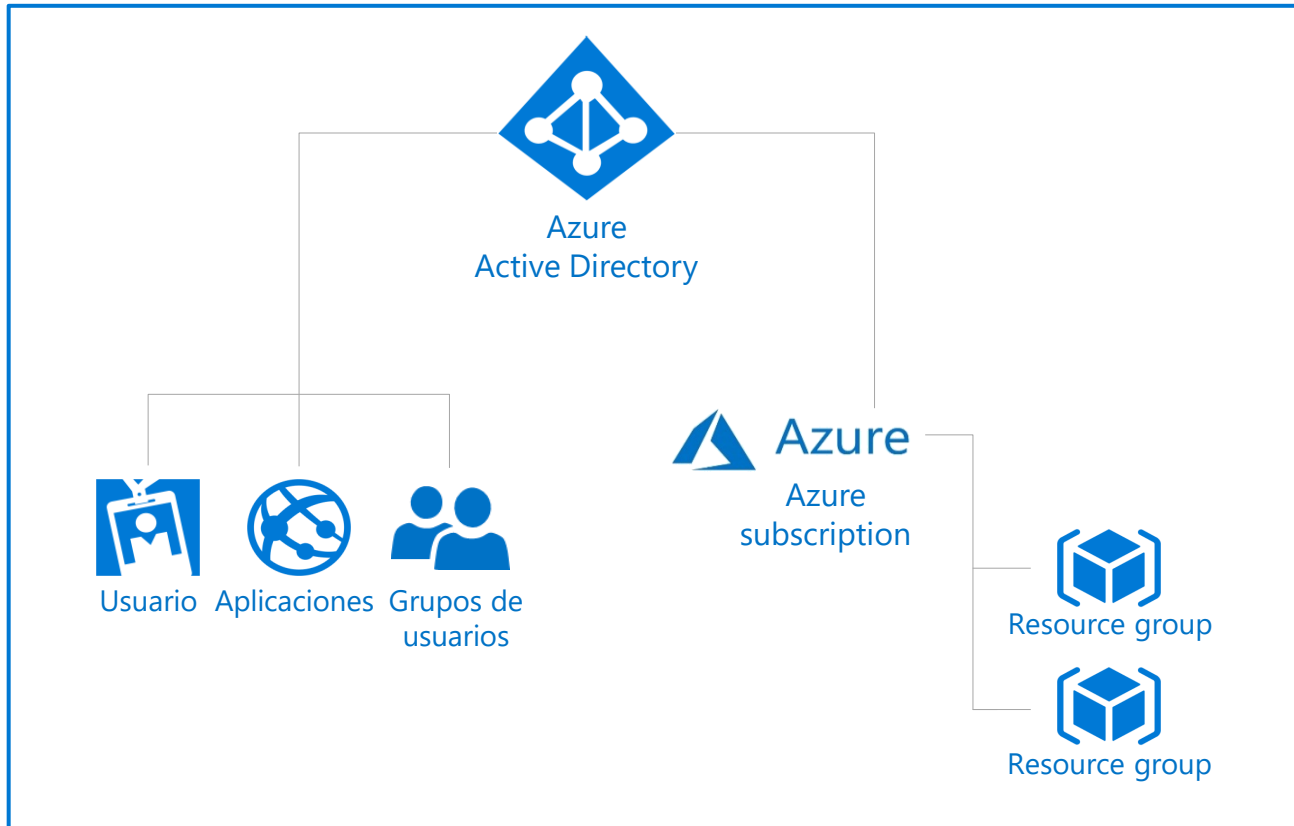 Azure
Active Directory
Azure
Azure
subscription
Usuario
Aplicaciones
Grupos de
usuarios
Resource group
Resource group